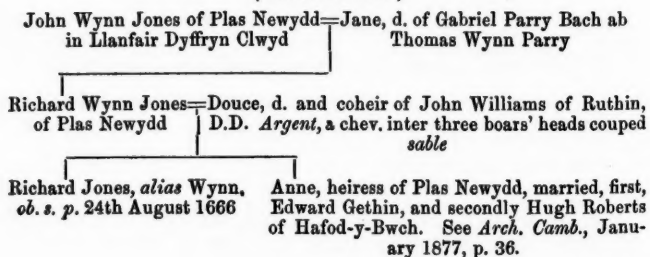 John Wynn Jones of Plas Newydd=Jane, d. of Gabriel Parry Bach ab
in Llanfair Dyffryn Clwyd Thomas Wynn Parry
Richard Wynn Jones=Douce, d. and coheir of John Williams of Ruthin,
of Plas Newydd D.D. Argent, a chev. inter three boars' heads couped
sable
Richard Jones, alias Wynn, Anne, heiress of Plas Newydd, married, first,
ob. s. p. 24th August 1666 Edward Gethin, and secondly Hugh Roberts
of Hafod-y-Bwch. See Arch. Camb., Janu-
ary 1877, p. 36.